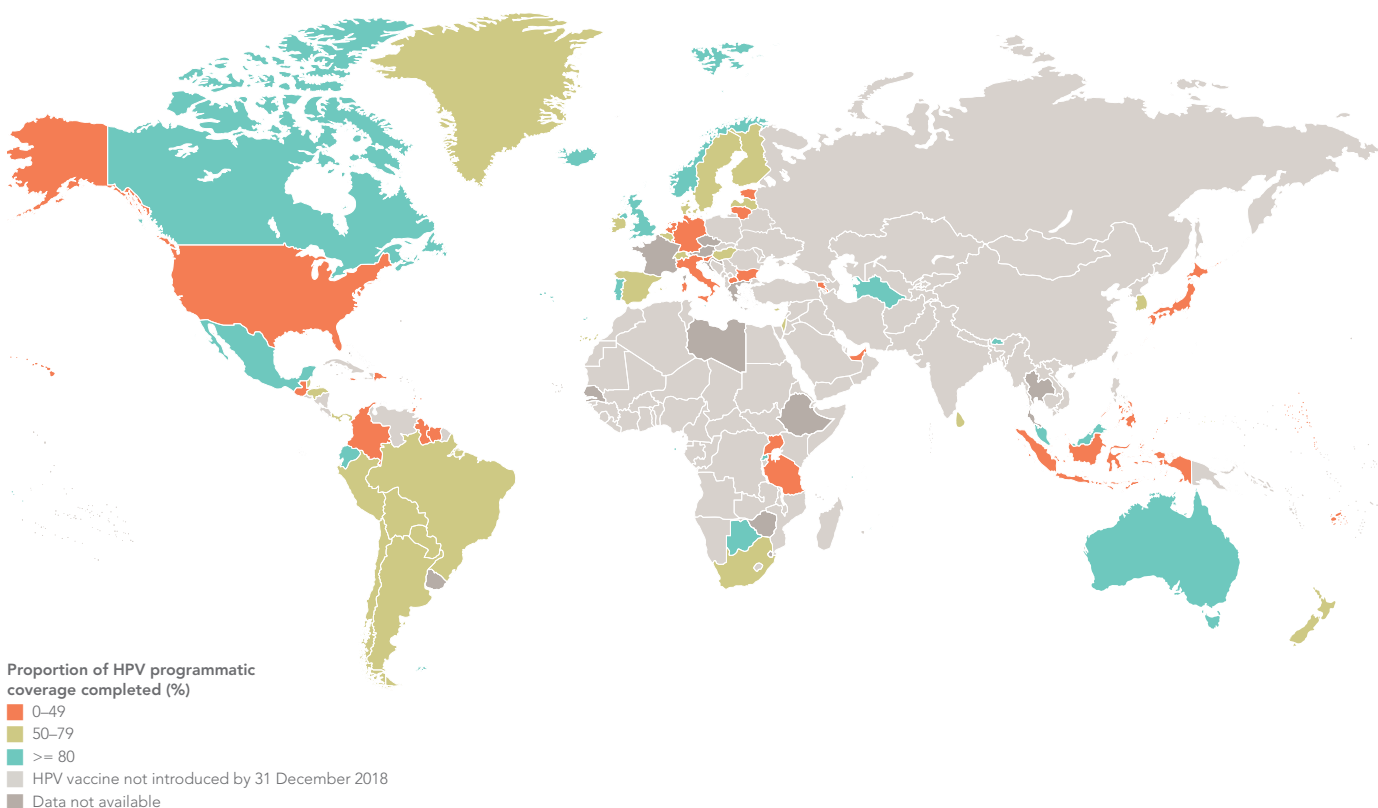 Proportion of HPV programmatic
coverage completed (%)
0–49
50–79
>= 80
HPV vaccine not introduced by 31 December 2018
Data not available